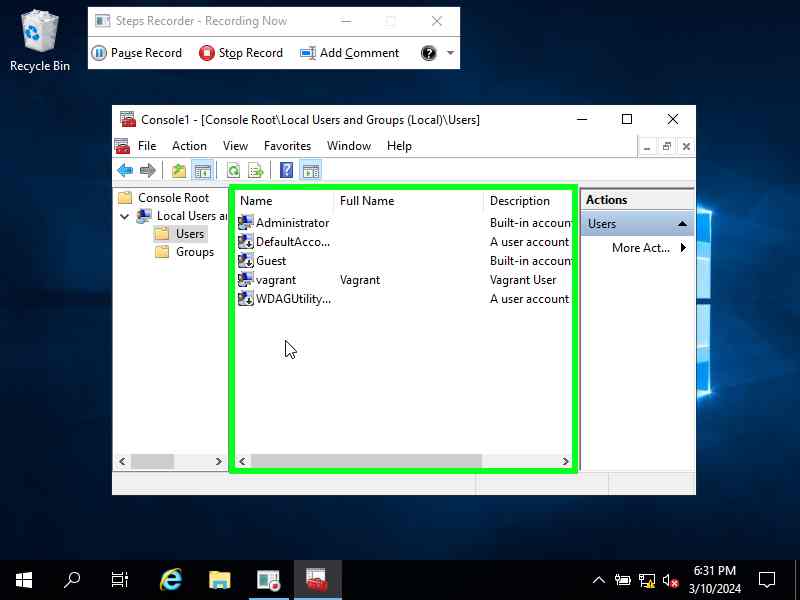 Steps Recorder - Recording Now
Pause Record
Stop Record
Add Comment
Recycle Bin
Console1 - [Console Root\Local Users and Groups (Local)\Users]
File
Action
View
Favorites
Window
Help
Console Root
Local Users a
Users
Groups
Name
Full Name
Description
Administrator
Built-in accoun
DefaultAcco...
A user account
Guest
Built-in accoun
vagrant
Vagrant
Vagrant User
WDAGUtility...
A user account
Actions
Users
More Act...
6:31 PM
3/10/2024